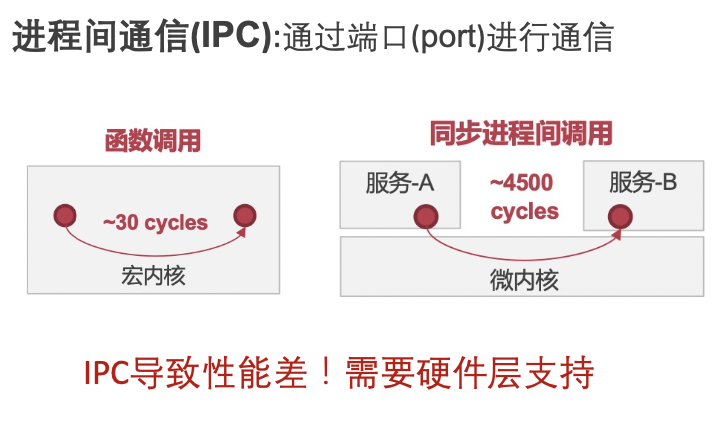 进程间通信(IPC):通过端口(port)进行通信
函数调用
~30 cycles
宏内核
同步进程间调用
服务-A
~4500
cycles
服务-B
微内核
IPC导致性能差！需要硬件层支持